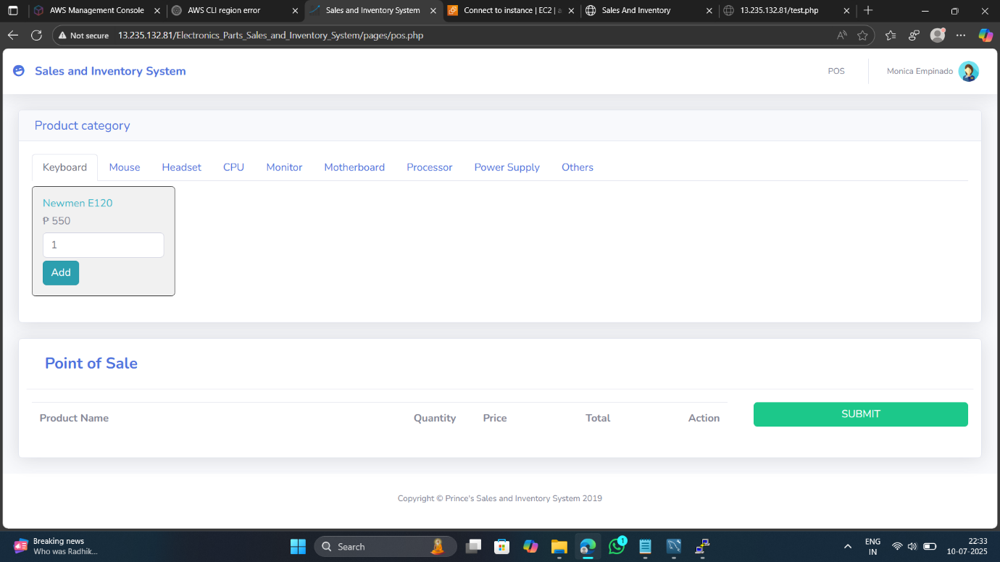 AWS Management Console
AWS CLI region error
Sales and Inventory System
Connect to instance | EC2 | a
Sales And Inventory
13.235.132.81/test.php
Not secure
13.235.132.81/Electronics_Parts_Sales_and_Inventory_System/pages/pos.php
Sales and Inventory System
POS
Monica Empinado
Product category
Keyboard Mouse Headset CPU Monitor Motherboard Processor Power Supply Others
Newmen E120
₱ 550
1
Add
Point of Sale
Product Name Quantity Price Total Action
SUBMIT
Copyright © Prince's Sales and Inventory System 2019
Breaking news
Who was Radhik...
Search
1
ENG
IN
22:33
10-07-2025